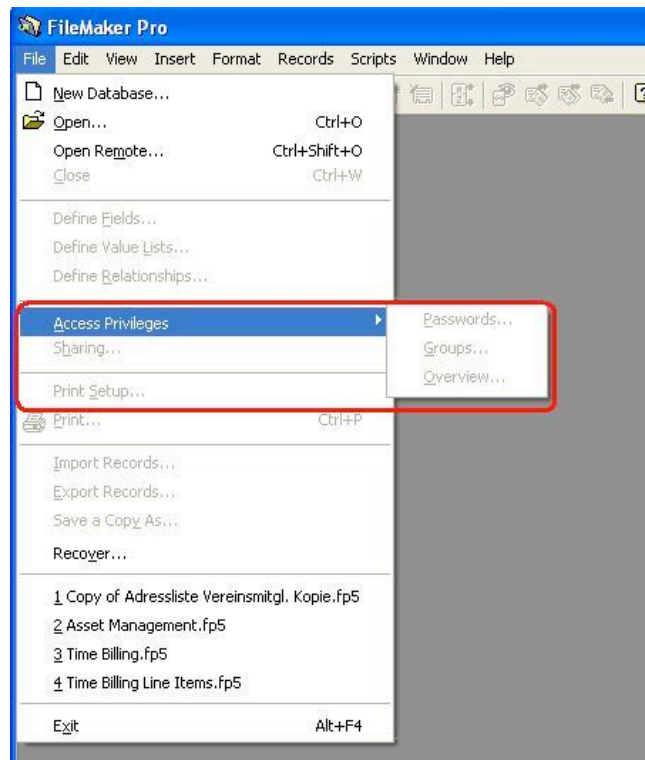 FileMaker Pro
File Edit View Insert Format Records Scripts Window Help
New Database...
Open... Ctrl+O
Open Remote... Ctrl+Shift+O
Close Ctrl+W
Define Fields...
Define Value Lists...
Define Relationships...
Access Privileges
Passwords...
Sharing...
Groups...
Overview...
Print Setup...
Print... Ctrl+P
Import Records...
Export Records...
Save a Copy As...
Recover...
1 Copy of Adressliste Vereinsmitgl. Kopie.fp5
2 Asset Management.fp5
3 Time Billing.fp5
4 Time Billing Line Items.fp5
Exit Alt+F4